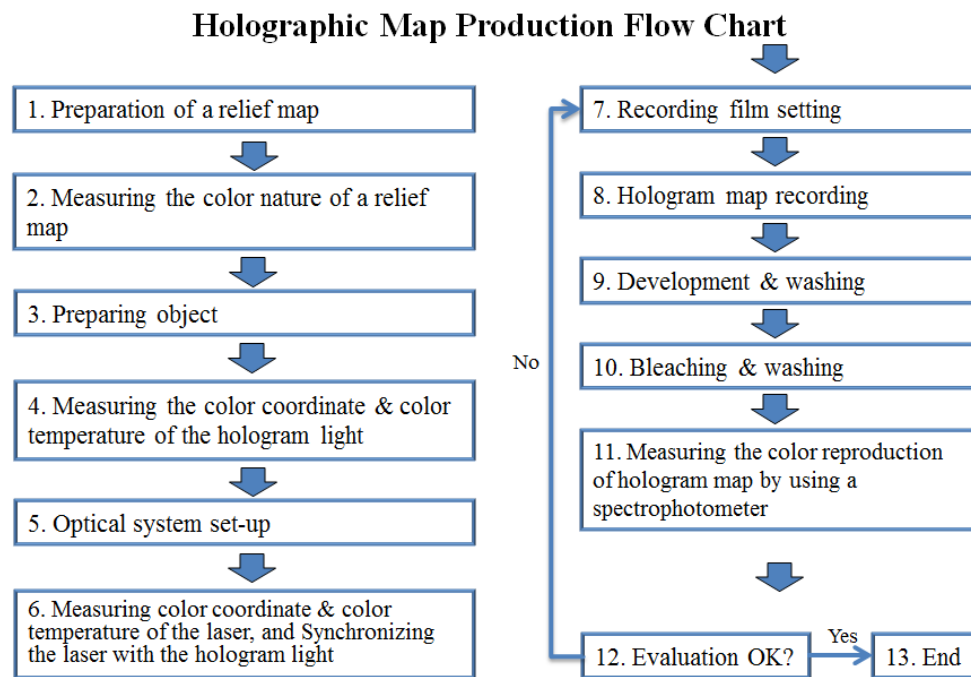 Holographic Map Production Flow Chart
1. Preparation of a relief map
2. Measuring the color nature of a relief
map
3. Preparing object
4. Measuring the color coordinate & color
temperature of the hologram light
5. Optical system set-up
6. Measuring color coordinate & color
temperature of the laser, and Synchronizing
the laser with the hologram light
7. Recording film setting
8. Hologram map recording
9. Development & washing
No
10. Bleaching & washing
11. Measuring the color reproduction
of hologram map by using a
spectrophotometer
12. Evaluation OK?
Yes
13. End